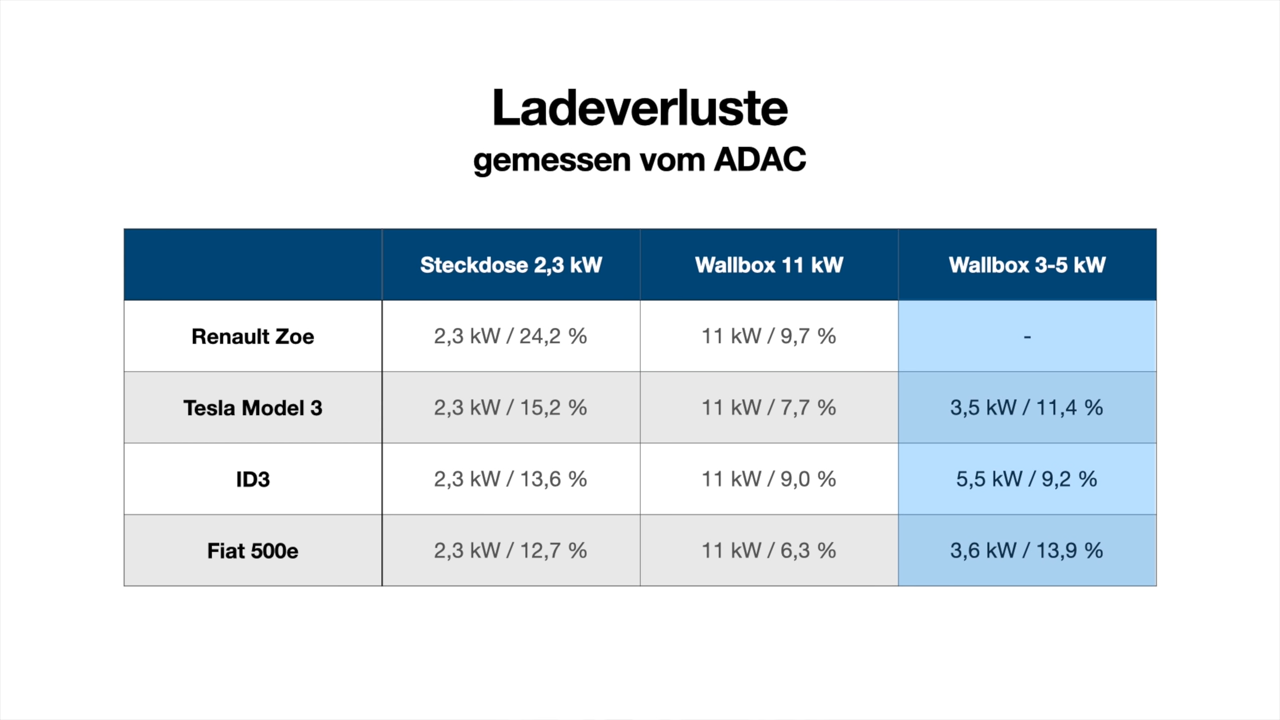 Ladeverluste
gemessen vom ADAC
Steckdose 2,3 kW Wallbox 11 kW Wallbox 3-5 kW
Renault Zoe 2,3 kW / 24,2 % 11 kW / 9,7 % -
Tesla Model 3 2,3 kW / 15,2 % 11 kW / 7,7 % 3,5 kW / 11,4 %
ID3 2,3 kW / 13,6 % 11 kW / 9,0 % 5,5 kW / 9,2 %
Fiat 500e 2,3 kW / 12,7 % 11 kW / 6,3 % 3,6 kW / 13,9 %